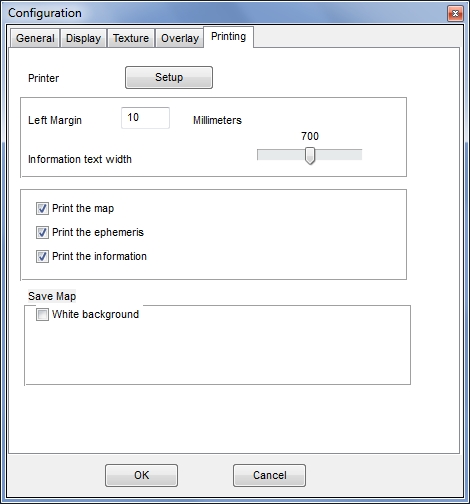 Configuration
General Display Texture Overlay Printing
Printer Setup
Left Margin 10 Millimeters
700
Information text width
Print the map
Print the ephemeris
Print the information
Save Map
White background
OK Cancel